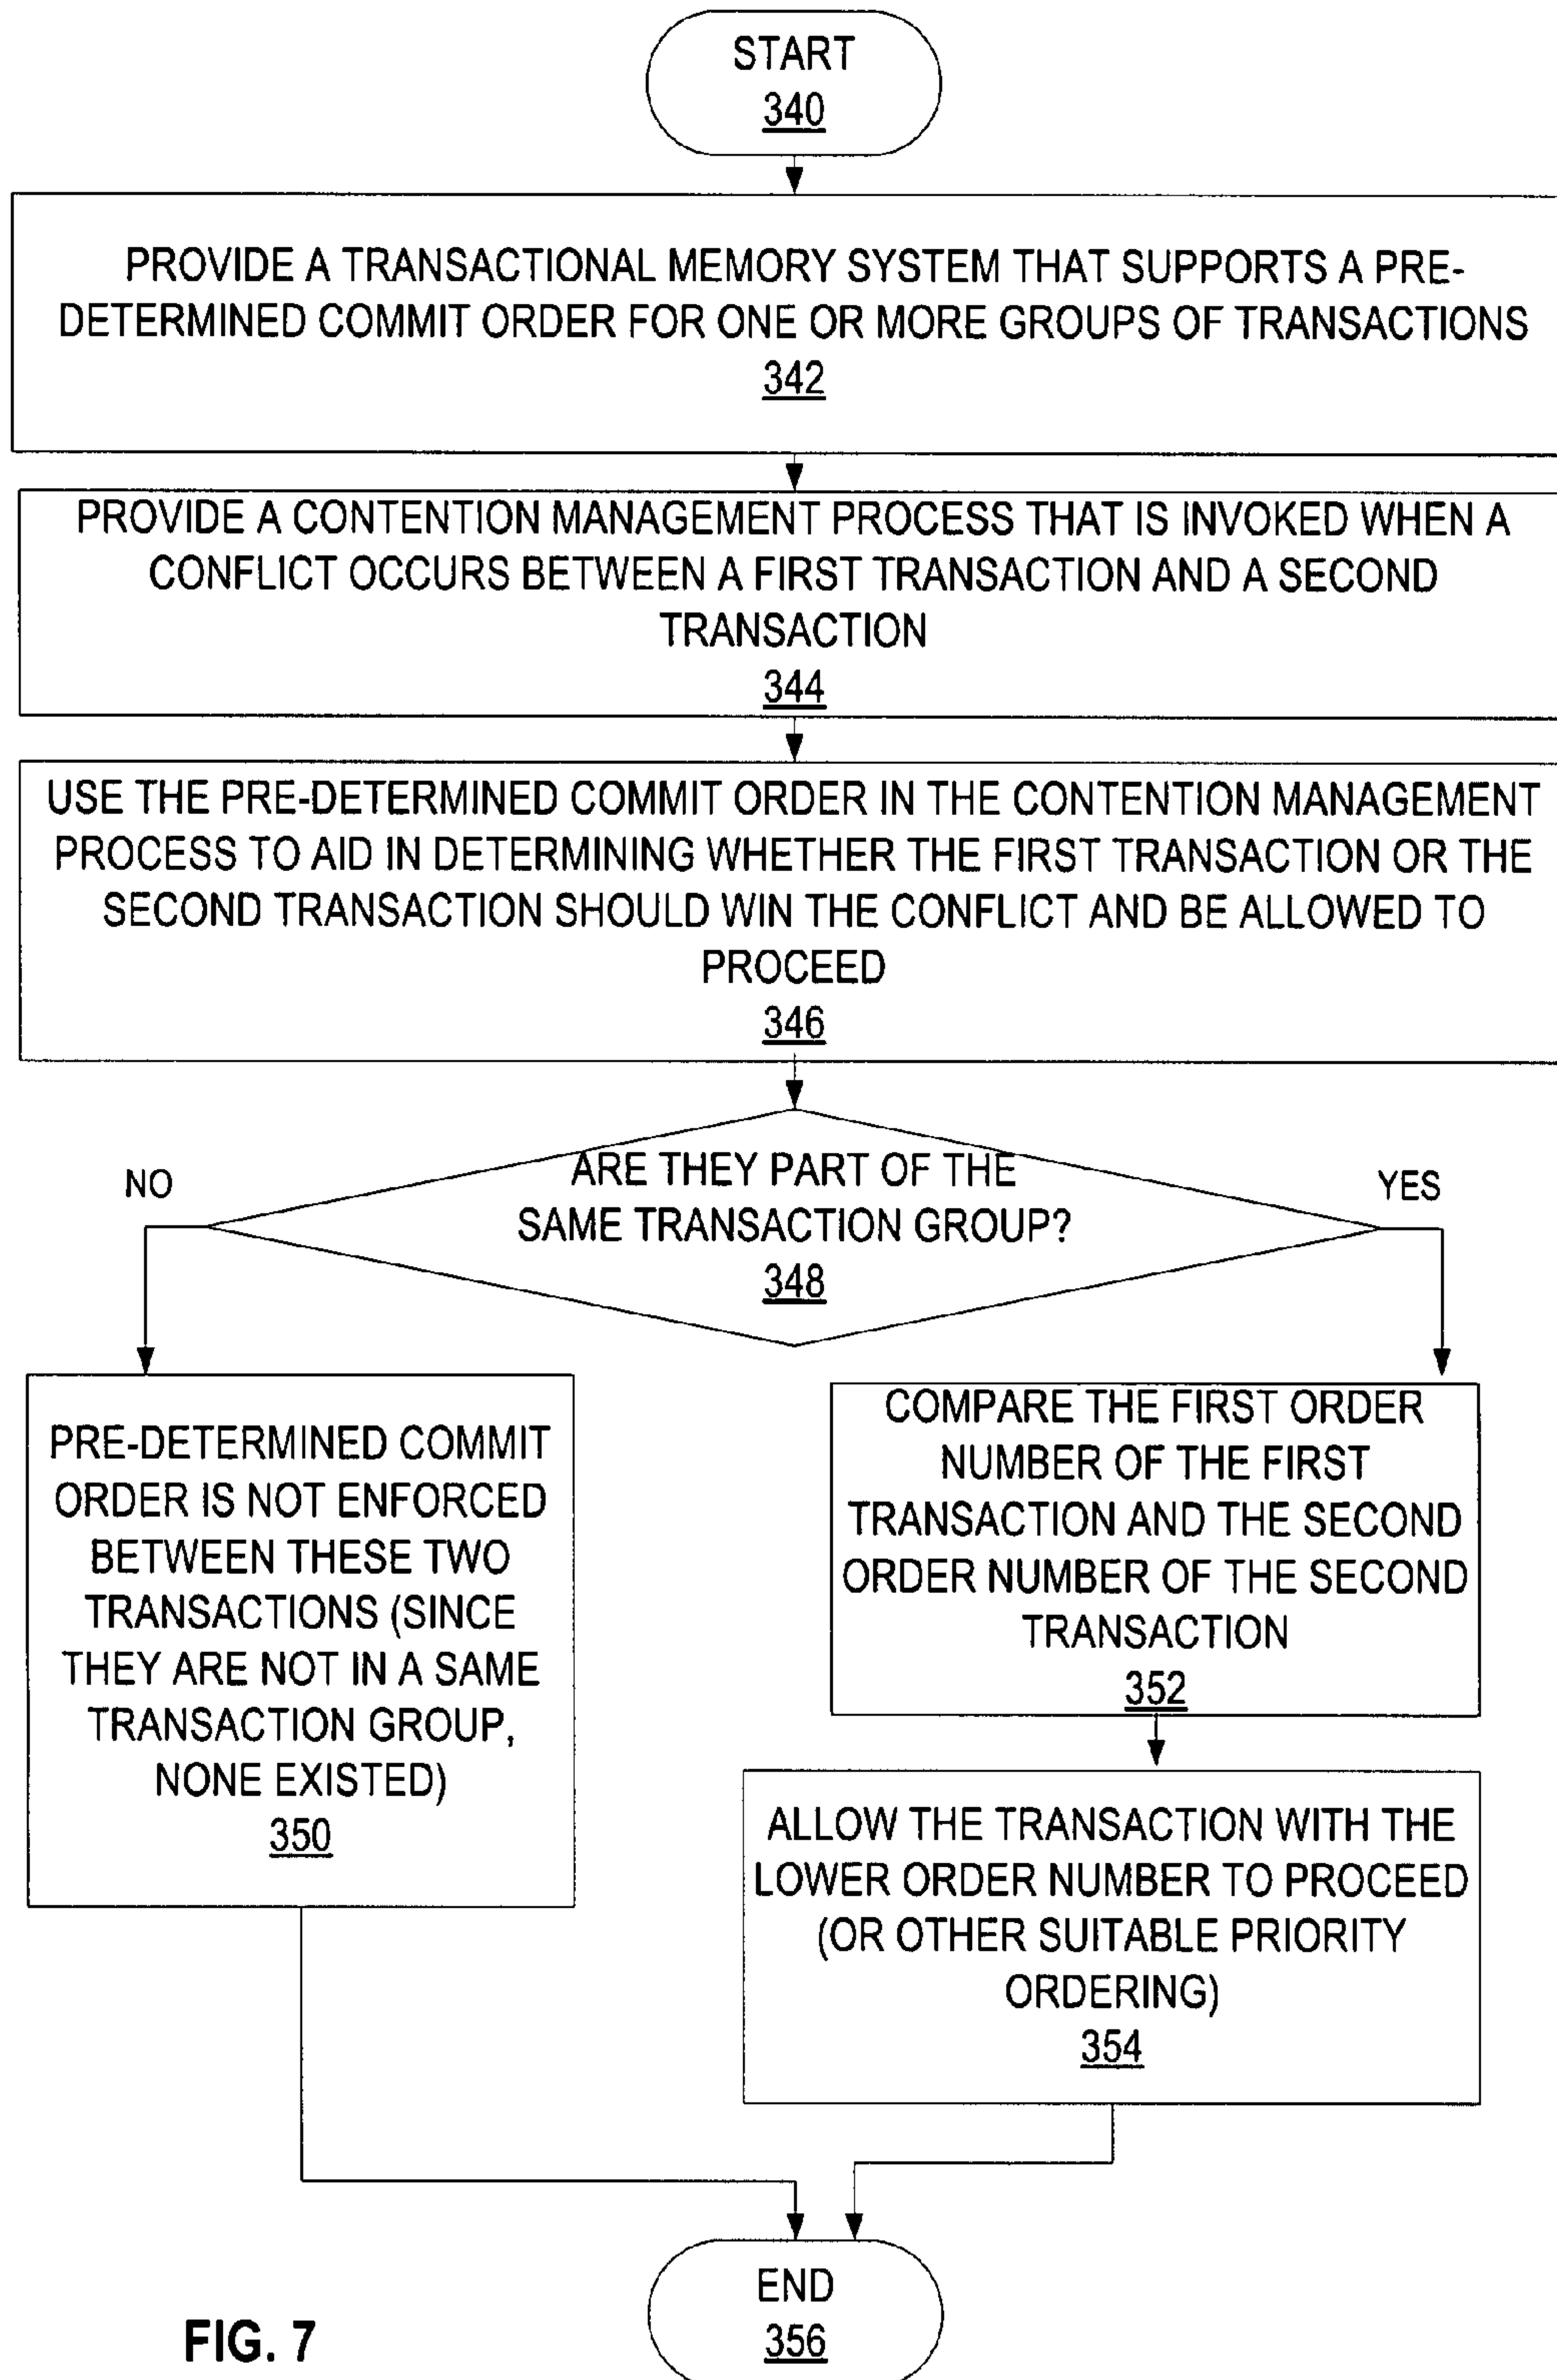 START
340
PROVIDE A TRANSACTIONAL MEMORY SYSTEM THAT SUPPORTS A PRE-
DETERMINED COMMIT ORDER FOR ONE OR MORE GROUPS OF TRANSACTIONS
342
PROVIDE A CONTENTION MANAGEMENT PROCESS THAT IS INVOKED WHEN A
CONFLICT OCCURS BETWEEN A FIRST TRANSACTION AND A SECOND
TRANSACTION
344
USE THE PRE-DETERMINED COMMIT ORDER IN THE CONTENTION MANAGEMENT
PROCESS TO AID IN DETERMINING WHETHER THE FIRST TRANSACTION OR THE
SECOND TRANSACTION SHOULD WIN THE CONFLICT AND BE ALLOWED TO
PROCEED
346
ARE THEY PART OF THE
SAME TRANSACTION GROUP?
348
NO
YES
PRE-DETERMINED COMMIT
ORDER IS NOT ENFORCED
BETWEEN THESE TWO
TRANSACTIONS (SINCE
THEY ARE NOT IN A SAME
TRANSACTION GROUP,
NONE EXISTED)
350
COMPARE THE FIRST ORDER
NUMBER OF THE FIRST
TRANSACTION AND THE SECOND
ORDER NUMBER OF THE SECOND
TRANSACTION
352
ALLOW THE TRANSACTION WITH THE
LOWER ORDER NUMBER TO PROCEED
(OR OTHER SUITABLE PRIORITY
ORDERING)
354
END
356
FIG. 7